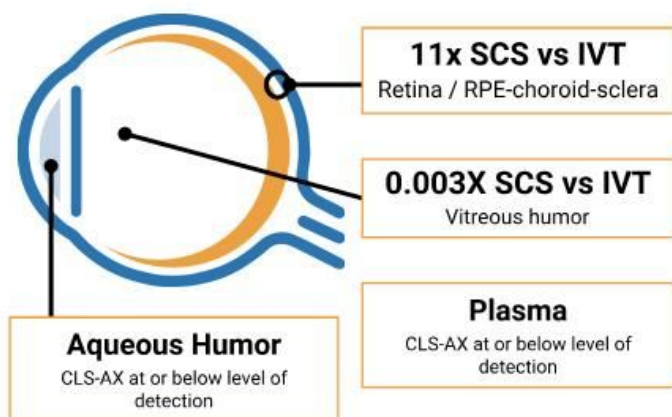 11x SCS vs IVT
Retina / RPE-choroid-sclera
0.003X SCS vs IVT
Vitreous humor
Plasma
CLS-AX at or below level of
detection
Aqueous Humor
CLS-AX at or below level of
detection